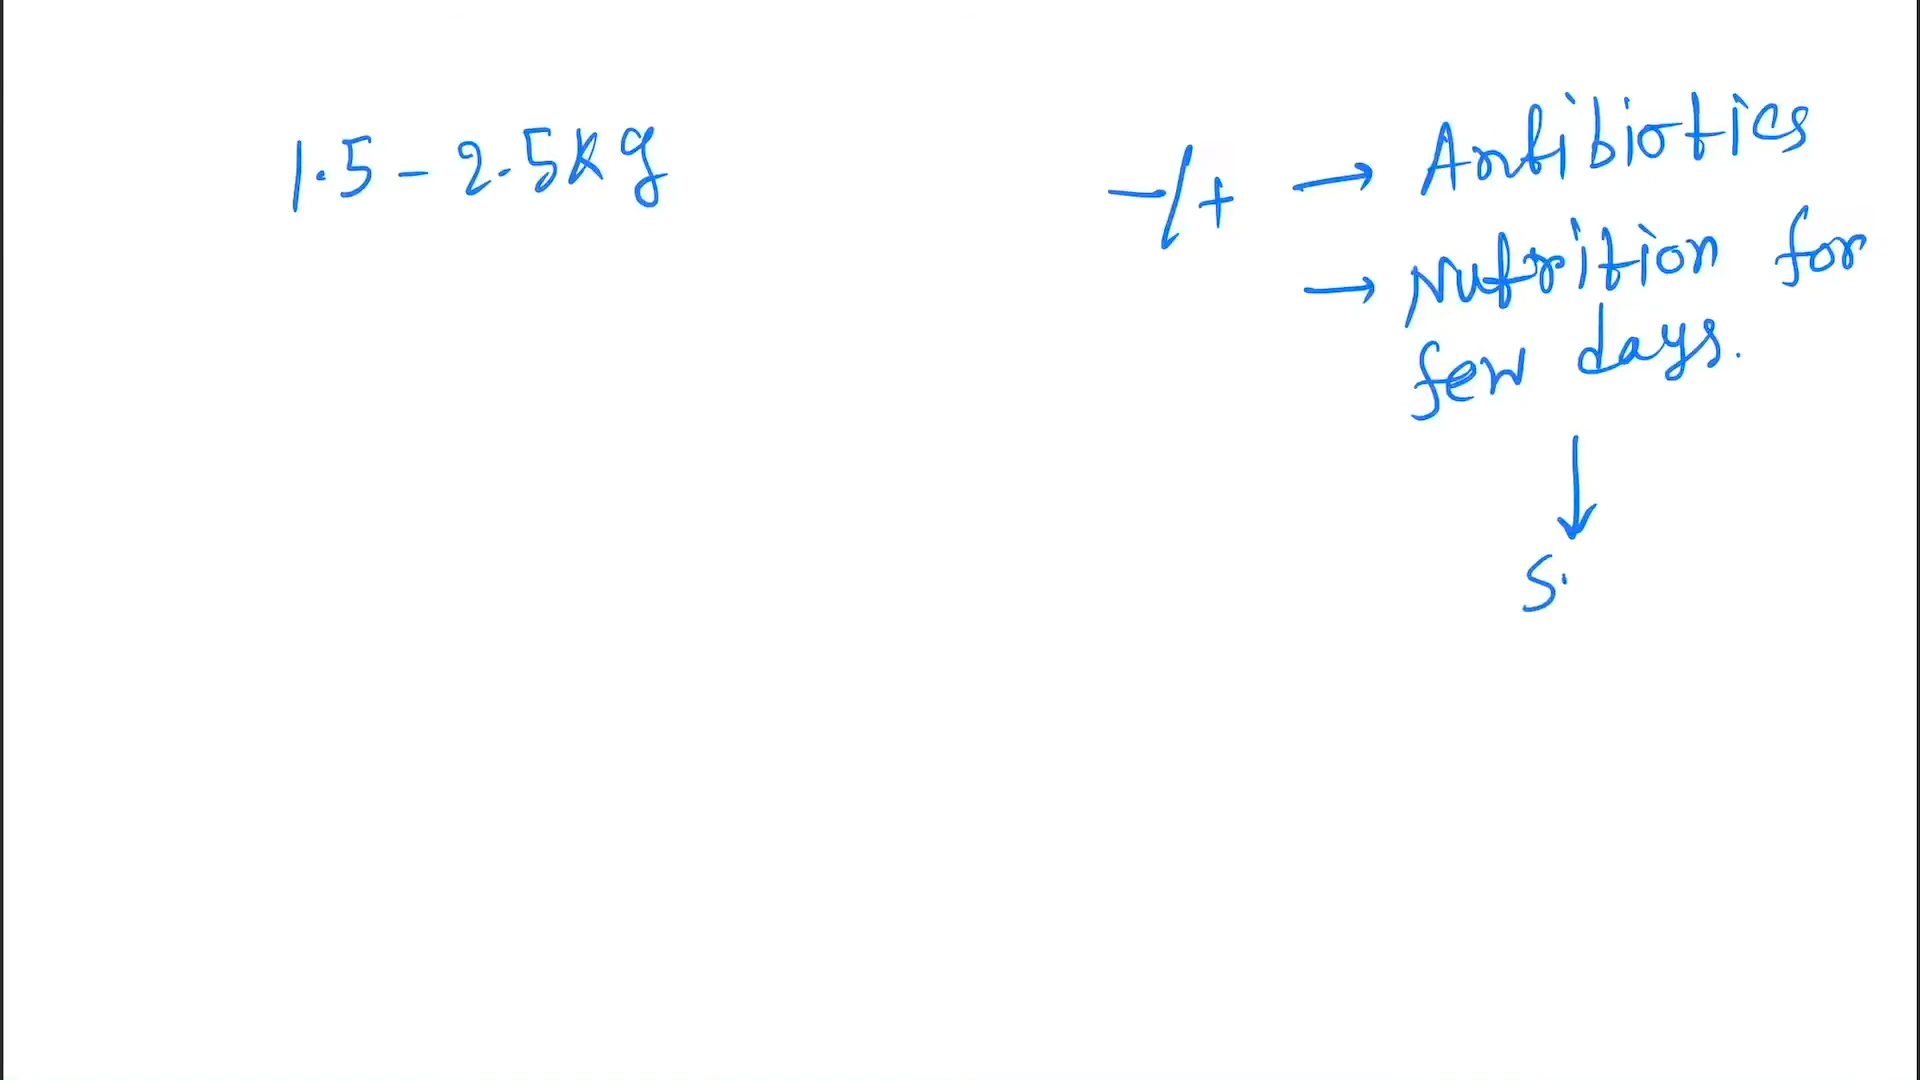 1.5 - 2.5kg
-/+ → Antibiotics
→ Nutrition for
few days.
↓
S.